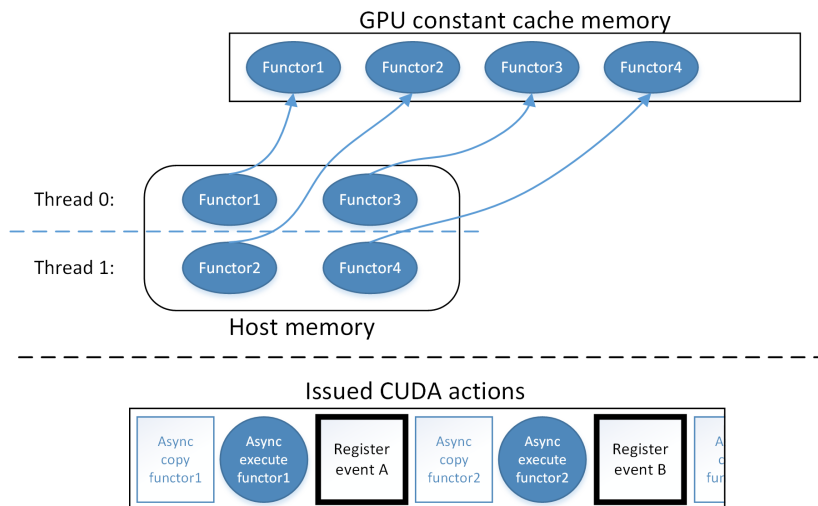 GPU constant cache memory
Functor1 Functor2 Functor3 Functor4
Thread 0: Functor1 Functor3
Thread 1: Functor2 Functor4
Host memory
Issued CUDA actions
Async
copy
functor1
Async
execute
functor1
Register
event A
Async
copy
functor2
Async
execute
functor2
Register
event B